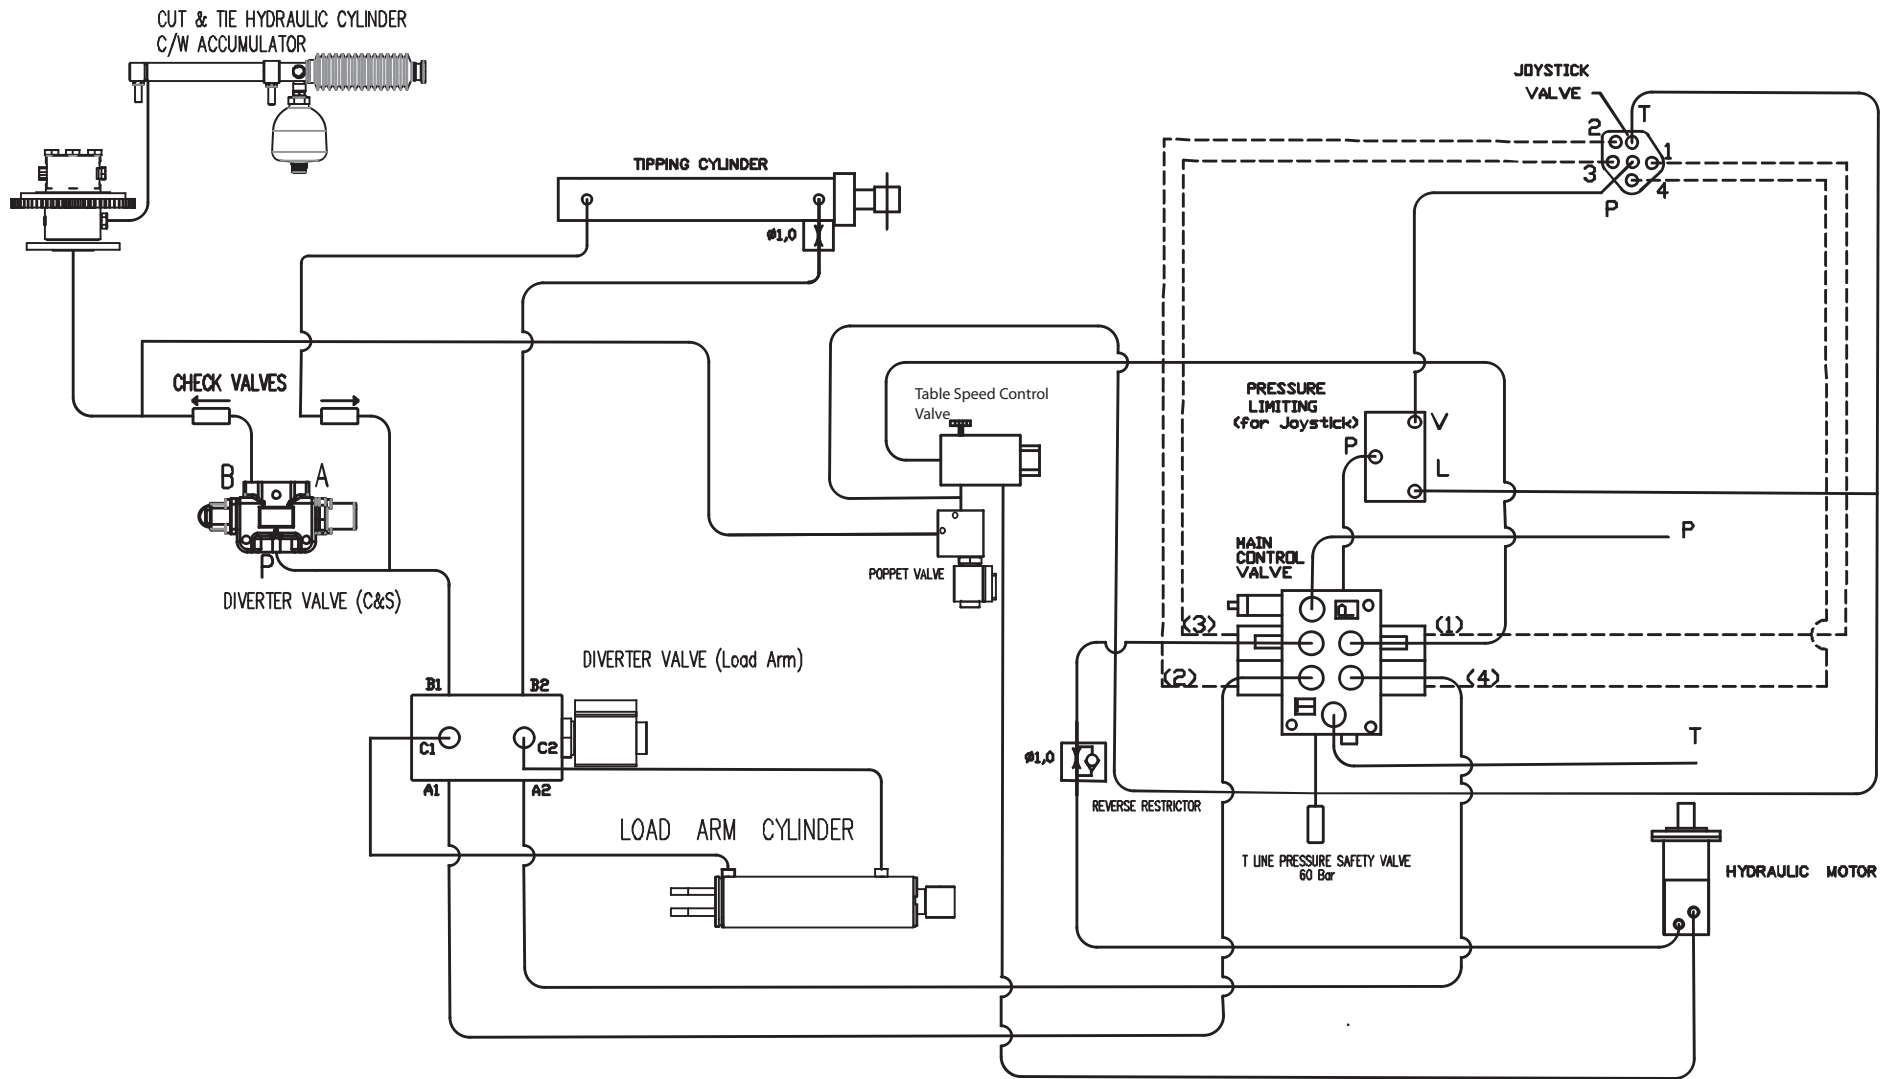 CUT & TIE HYDRAULIC CYLINDER
C/W ACCUMULATOR
JOYSTICK
VALVE
T
2
1
3
4
P
TIPPING CYLINDER
ø1,0
CHECK VALVES
Table Speed Control
Valve
PRESSURE
LIMITING
(for Joystick)
V
P
L
B
A
P
MAIN
CONTROL
VALVE
P
POPPET VALVE
DIVERTER VALVE (C&S)
(3)
(1)
DIVERTER VALVE (Load Arm)
(2)
(4)
B1
B2
C1
C2
A1
A2
T
ø1,0
REVERSE RESTRICTOR
LOAD ARM CYLINDER
T LINE PRESSURE SAFETY VALVE
60 Bar
HYDRAULIC MOTOR